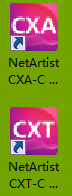 CXA
NetArtist
CXA-C ...
CXT
NetArtist
CXT-C ...